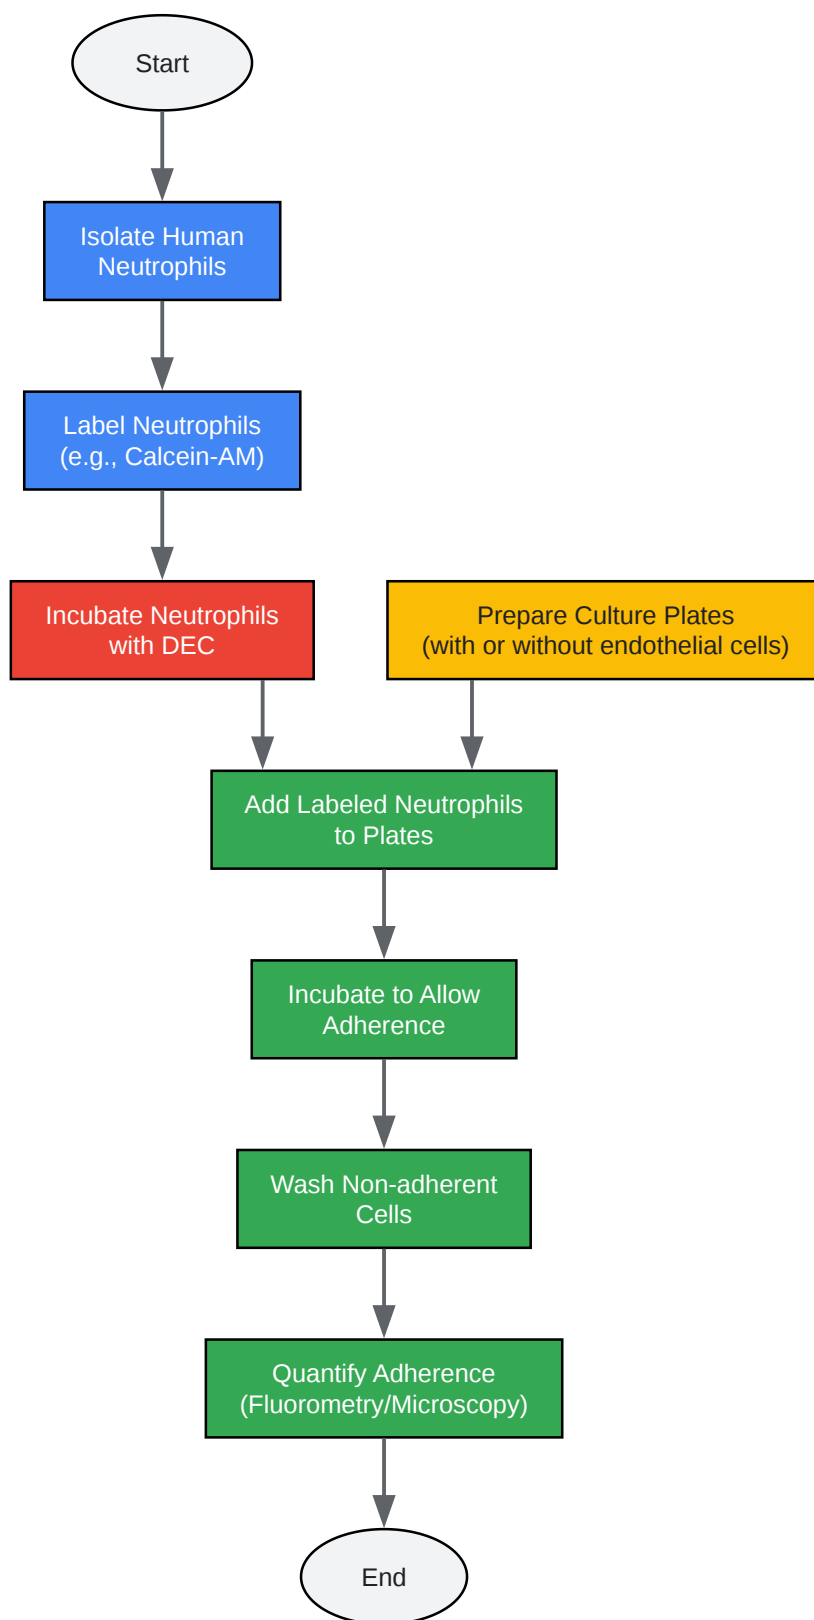 Start
Isolate Human
Neutrophils
Label Neutrophils
(e.g., Calcein-AM)
Incubate Neutrophils
with DEC
Prepare Culture Plates
(with or without endothelial cells)
Add Labeled Neutrophils
to Plates
Incubate to Allow
Adherence
Wash Non-adherent
Cells
Quantify Adherence
(Fluorometry/Microscopy)
End